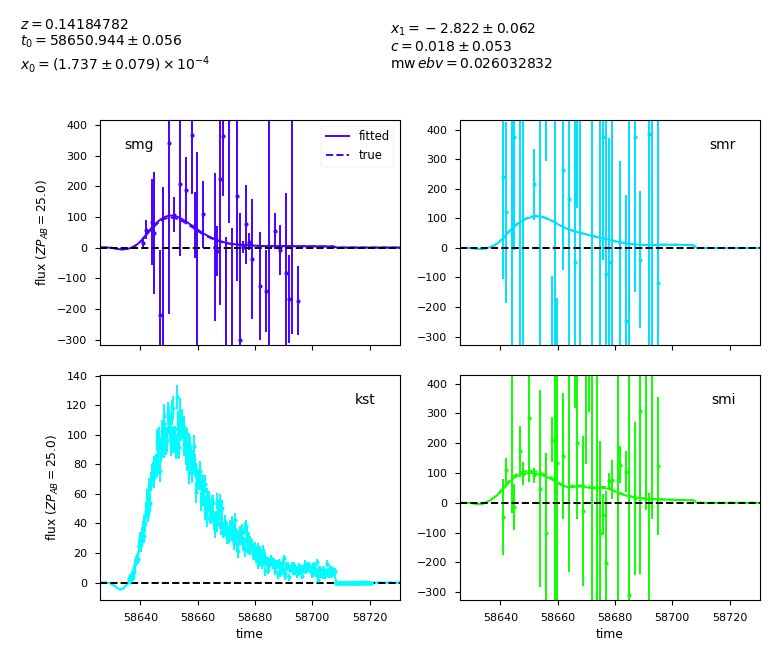 z = 0.14184782
t₀ = 58650.944 ± 0.056
x₀ = (1.737 ± 0.079) × 10⁻⁴
x₁ = −2.822 ± 0.062
c = 0.018 ± 0.053
mw ebv = 0.026032832
400
300
200
100
0
−100
−200
−300
flux (ZP_AB = 25.0)
smg
fitted
true
400
300
200
100
0
−100
−200
−300
smr
140
120
100
80
60
40
20
0
flux (ZP_AB = 25.0)
kst
58640 58660 58680 58700 58720
time
400
300
200
100
0
−100
−200
−300
smi
58640 58660 58680 58700 58720
time